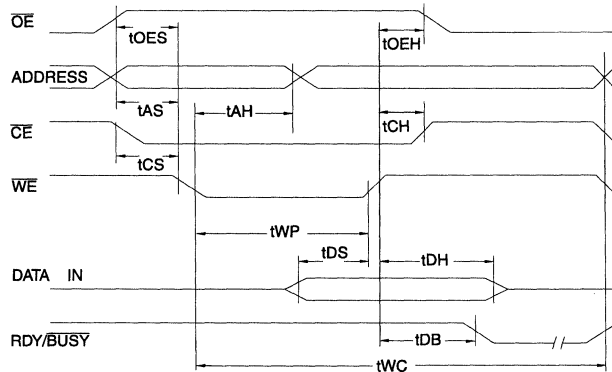 OE
tOES
tOEH
ADDRESS
tAS
tAH
tCH
CE
tCS
WE
tWP
tDS
tDH
DATA IN
RDY/BUSY
tDB
tWC